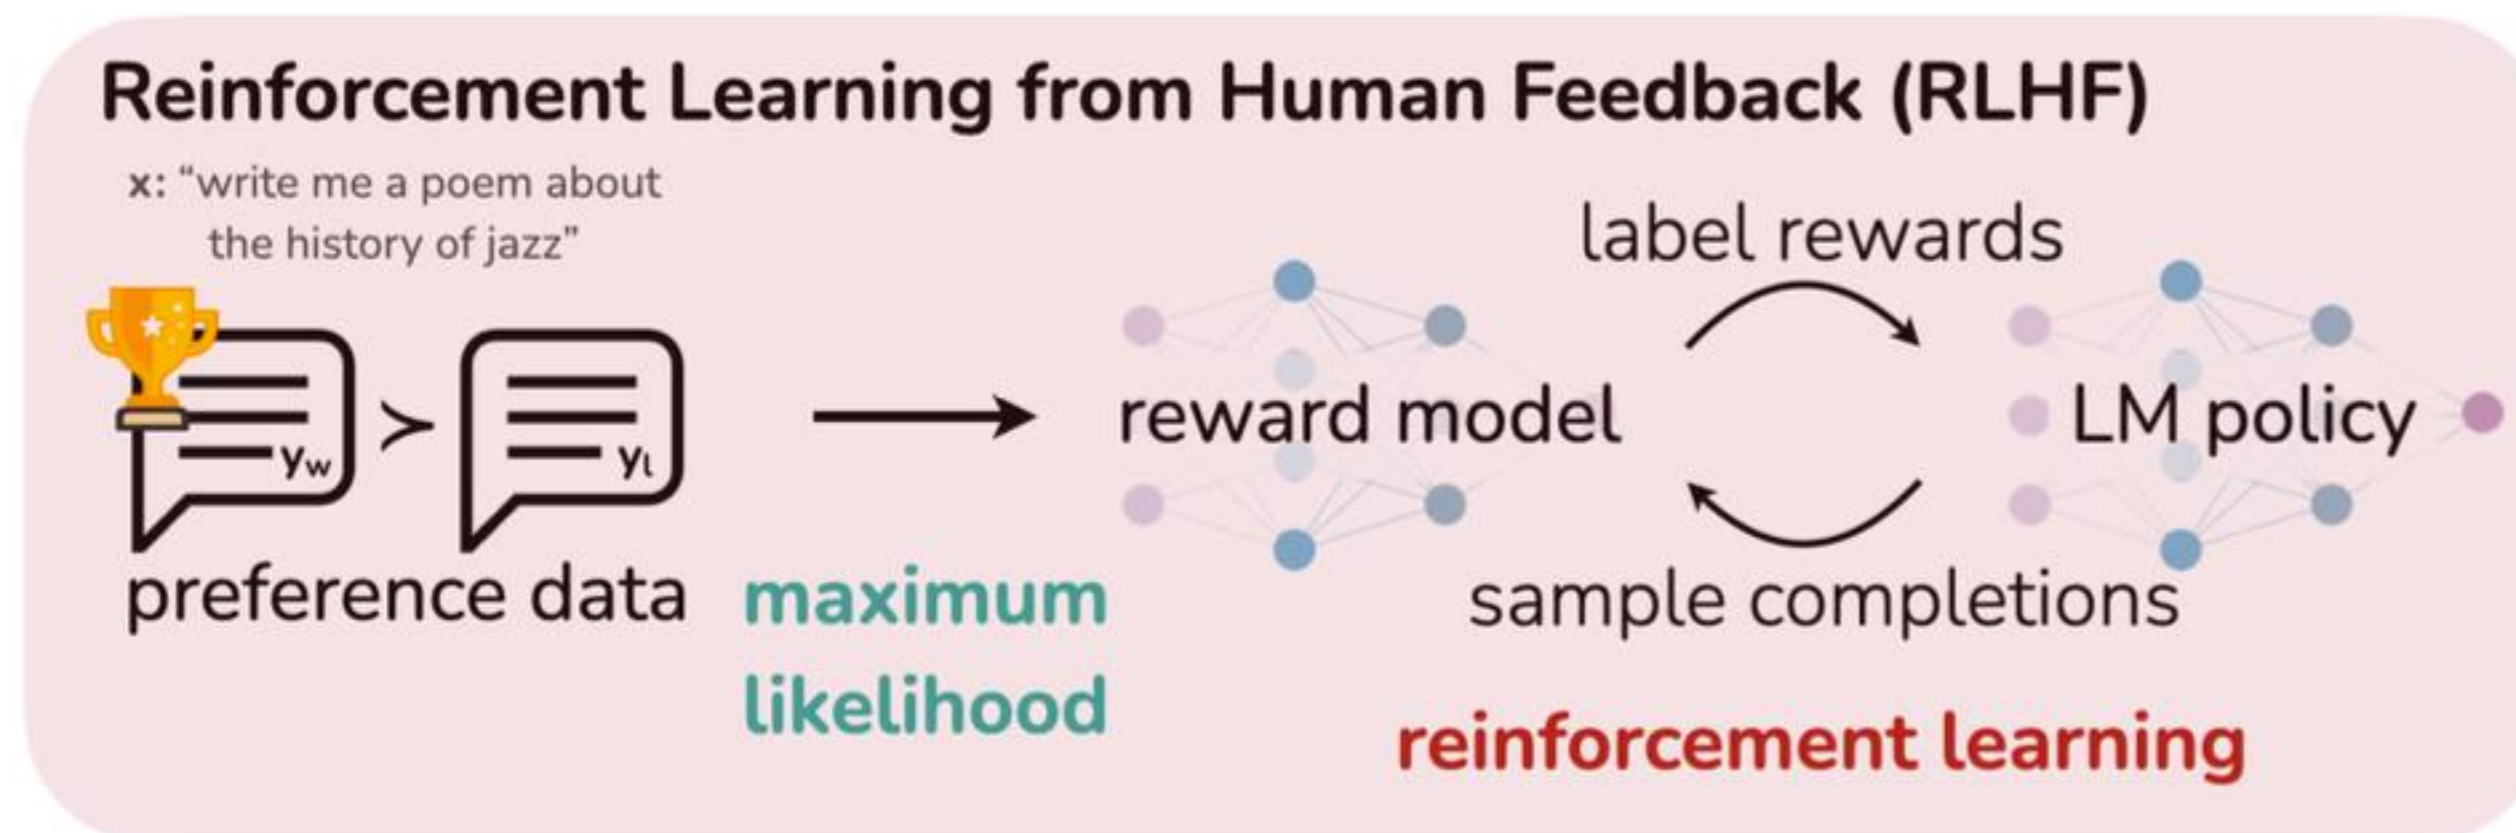 Reinforcement Learning from Human Feedback (RLHF)
x: “write me a poem about
the history of jazz”
label rewards
yw
≻
yl
reward model
LM policy
preference data
maximum
likelihood
sample completions
reinforcement learning